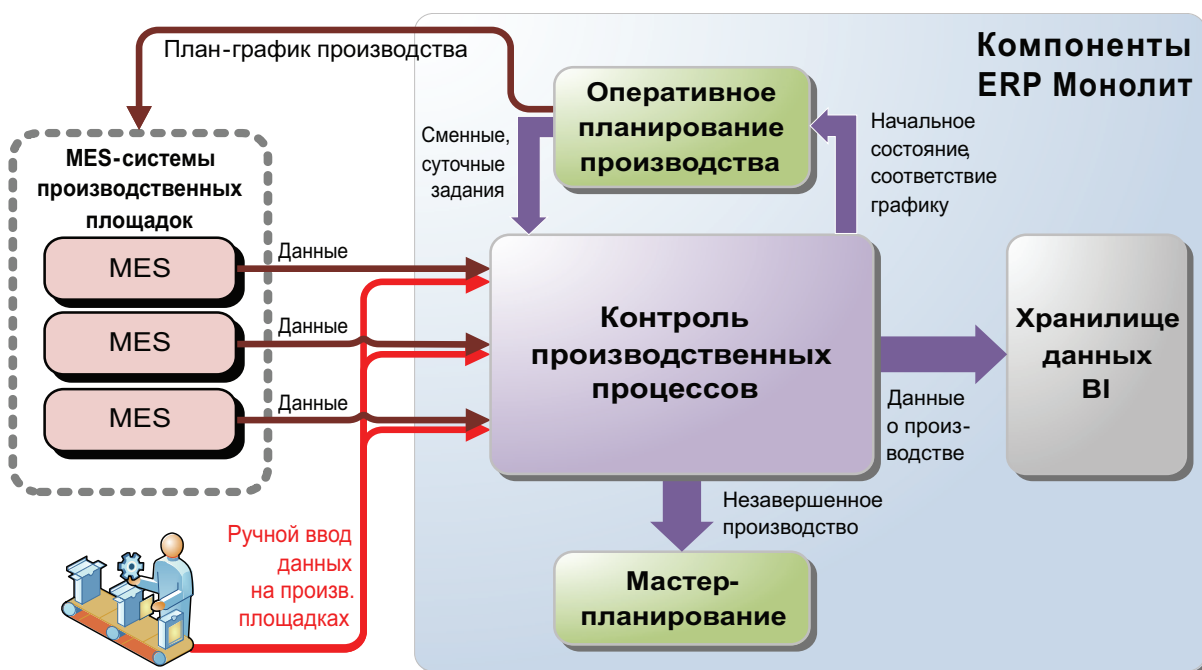 План-график производства
Компоненты
ERP Монолит
Оперативное
планирование
производства
Сменные,
суточные
задания
Начальное
состояние,
соответствие
графику
MES-системы
производственных
площадок
MES
Данные
MES
Данные
MES
Данные
Контроль
производственных
процессов
Хранилище
данных
BI
Данные
о произ-
водстве
Незавершенное
производство
Ручной ввод
данных
на произв.
площадках
Мастер-
планирование